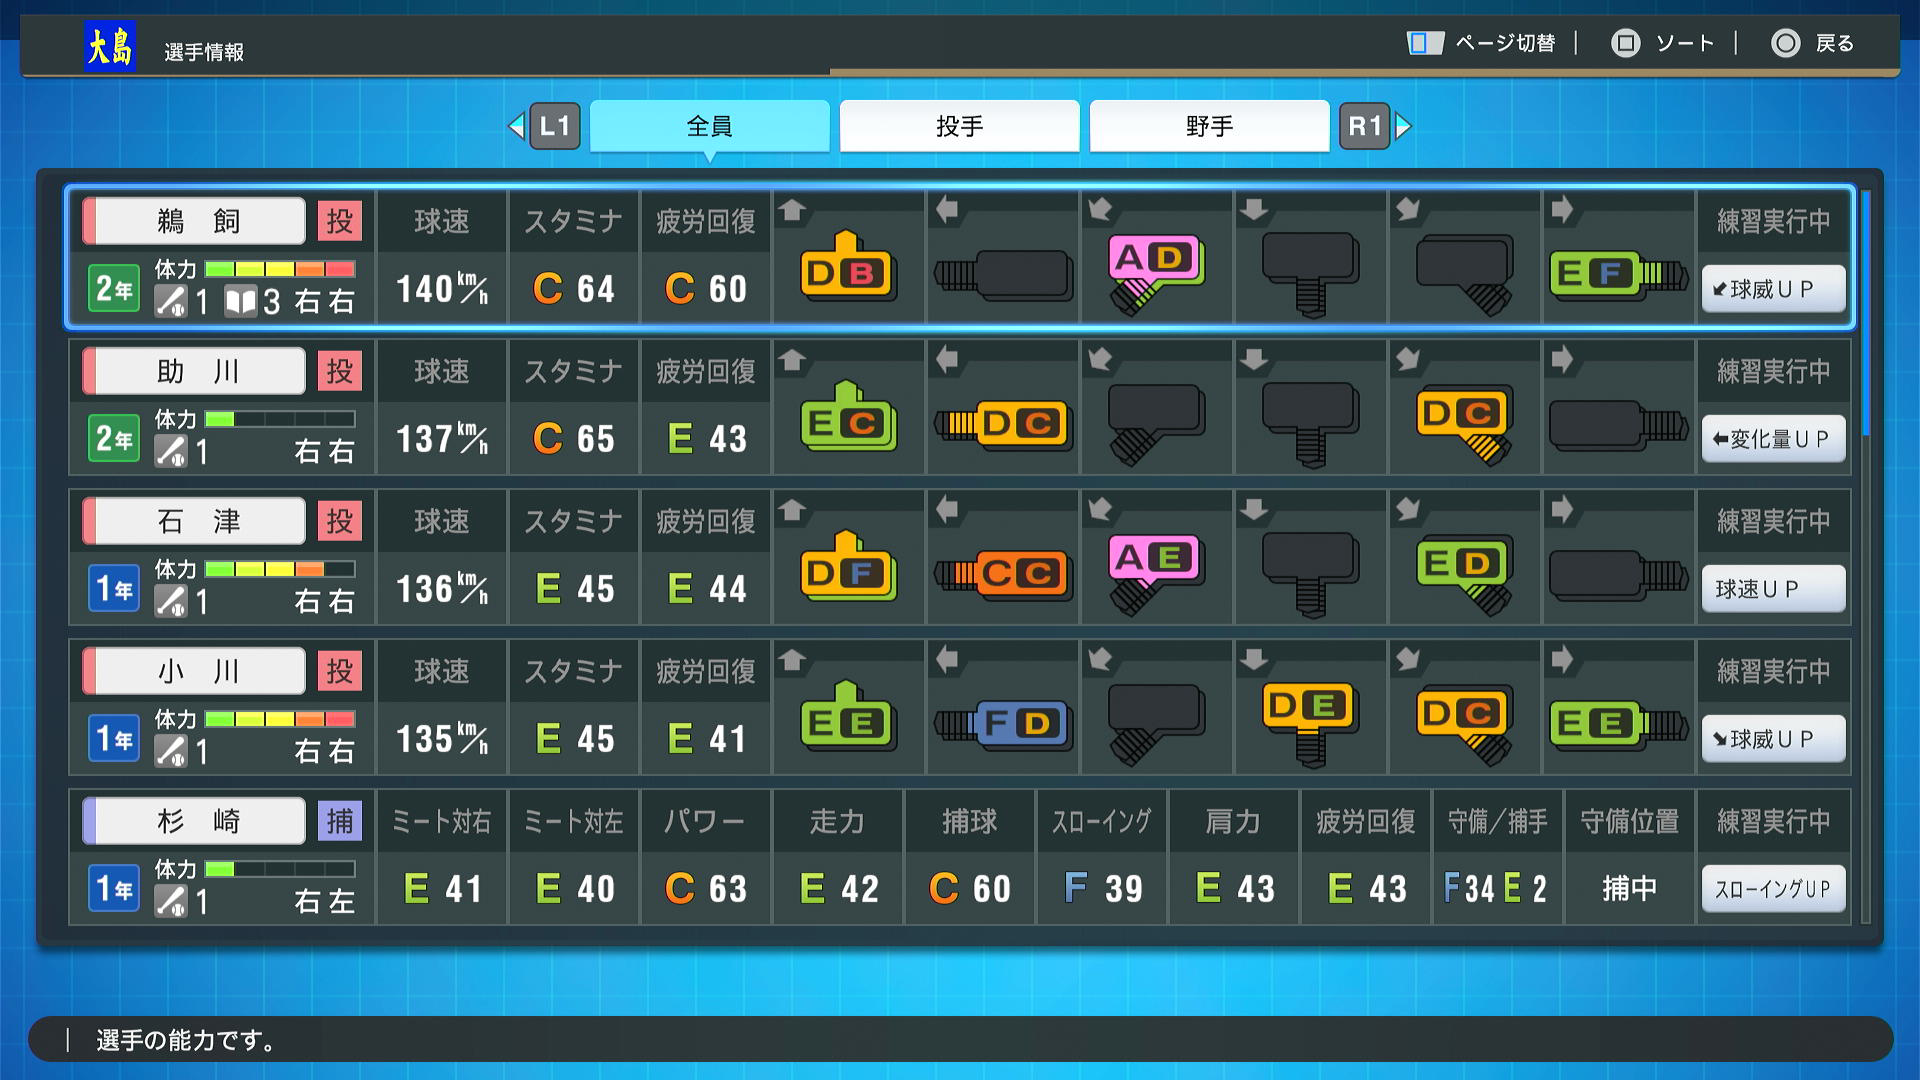 大島 選手情報 ページ切替 | ソート | 戻る
L1 全員 投手 野手 R1
鵜飼 投 球速 スタミナ 疲労回復 練習実行中
2年 体力 1 3 右右 140km/h C 64 C 60 D B A D E F ↙球威UP
助川 投 球速 スタミナ 疲労回復 練習実行中
2年 体力 1 右右 137km/h C 65 E 43 E C D C D C ←変化量UP
石津 投 球速 スタミナ 疲労回復 練習実行中
1年 体力 1 右右 136km/h E 45 E 44 D F C C A E E D 球速UP
小川 投 球速 スタミナ 疲労回復 練習実行中
1年 体力 1 右右 135km/h E 45 E 41 E E F D D E D C E E ↘球威UP
杉崎 捕 ミート対右 ミート対左 パワー 走力 捕球 スローイング 肩力 疲労回復 守備/捕手 守備位置 練習実行中
1年 体力 1 右左 E 41 E 40 C 63 E 42 C 60 F 39 E 43 E 43 F34 E 2 捕中 スローイングUP
| 選手の能力です。